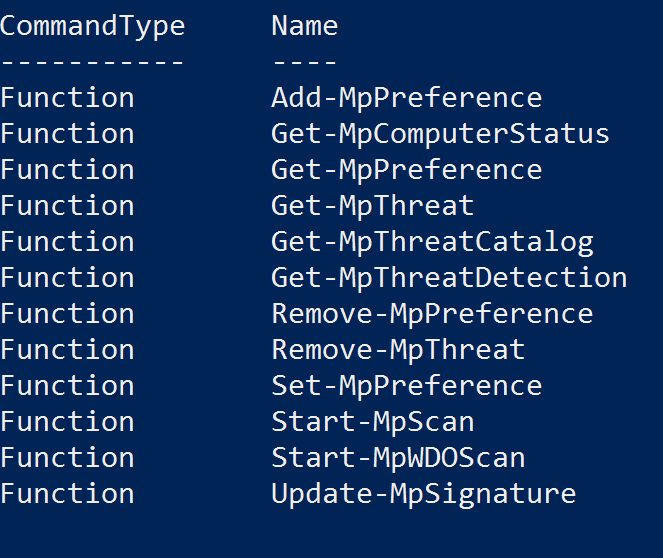 CommandType     Name
-----------     ----
Function        Add-MpPreference
Function        Get-MpComputerStatus
Function        Get-MpPreference
Function        Get-MpThreat
Function        Get-MpThreatCatalog
Function        Get-MpThreatDetection
Function        Remove-MpPreference
Function        Remove-MpThreat
Function        Set-MpPreference
Function        Start-MpScan
Function        Start-MpWDOScan
Function        Update-MpSignature